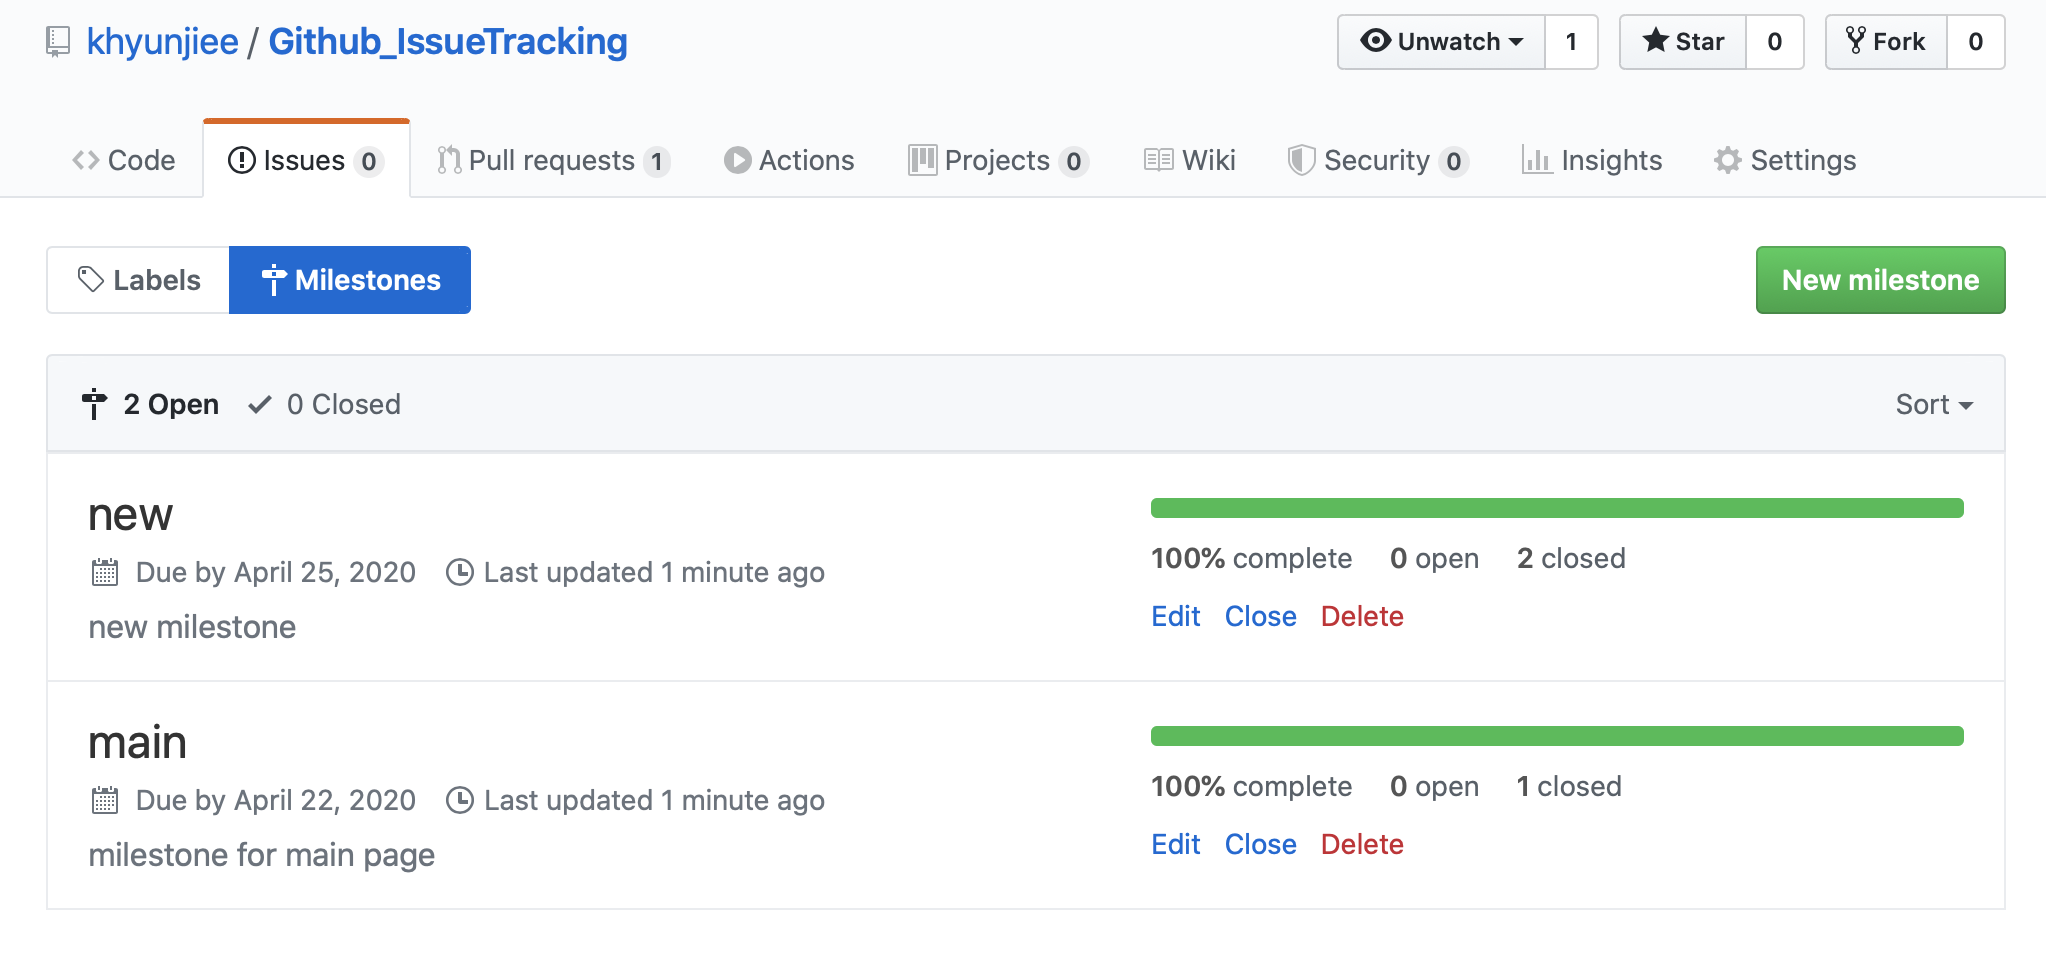 khyunjiee / Github_IssueTracking
Unwatch 1 Star 0 Fork 0
Code Issues 0 Pull requests 1 Actions Projects 0 Wiki Security 0 Insights Settings
Labels Milestones New milestone
2 Open 0 Closed Sort
new
Due by April 25, 2020 Last updated 1 minute ago
new milestone
100% complete 0 open 2 closed
Edit Close Delete
main
Due by April 22, 2020 Last updated 1 minute ago
milestone for main page
100% complete 0 open 1 closed
Edit Close Delete